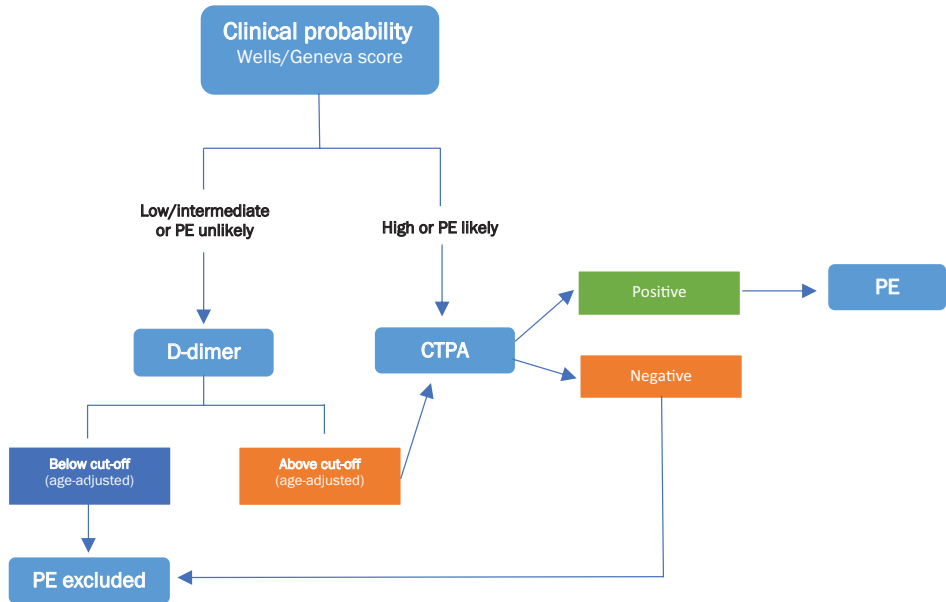 Clinical probability
Wells/Geneva score
Low/intermediate
or PE unlikely
High or PE likely
Positive
PE
D-dimer
CTPA
Negative
Below cut-off
(age-adjusted)
Above cut-off
(age-adjusted)
PE excluded